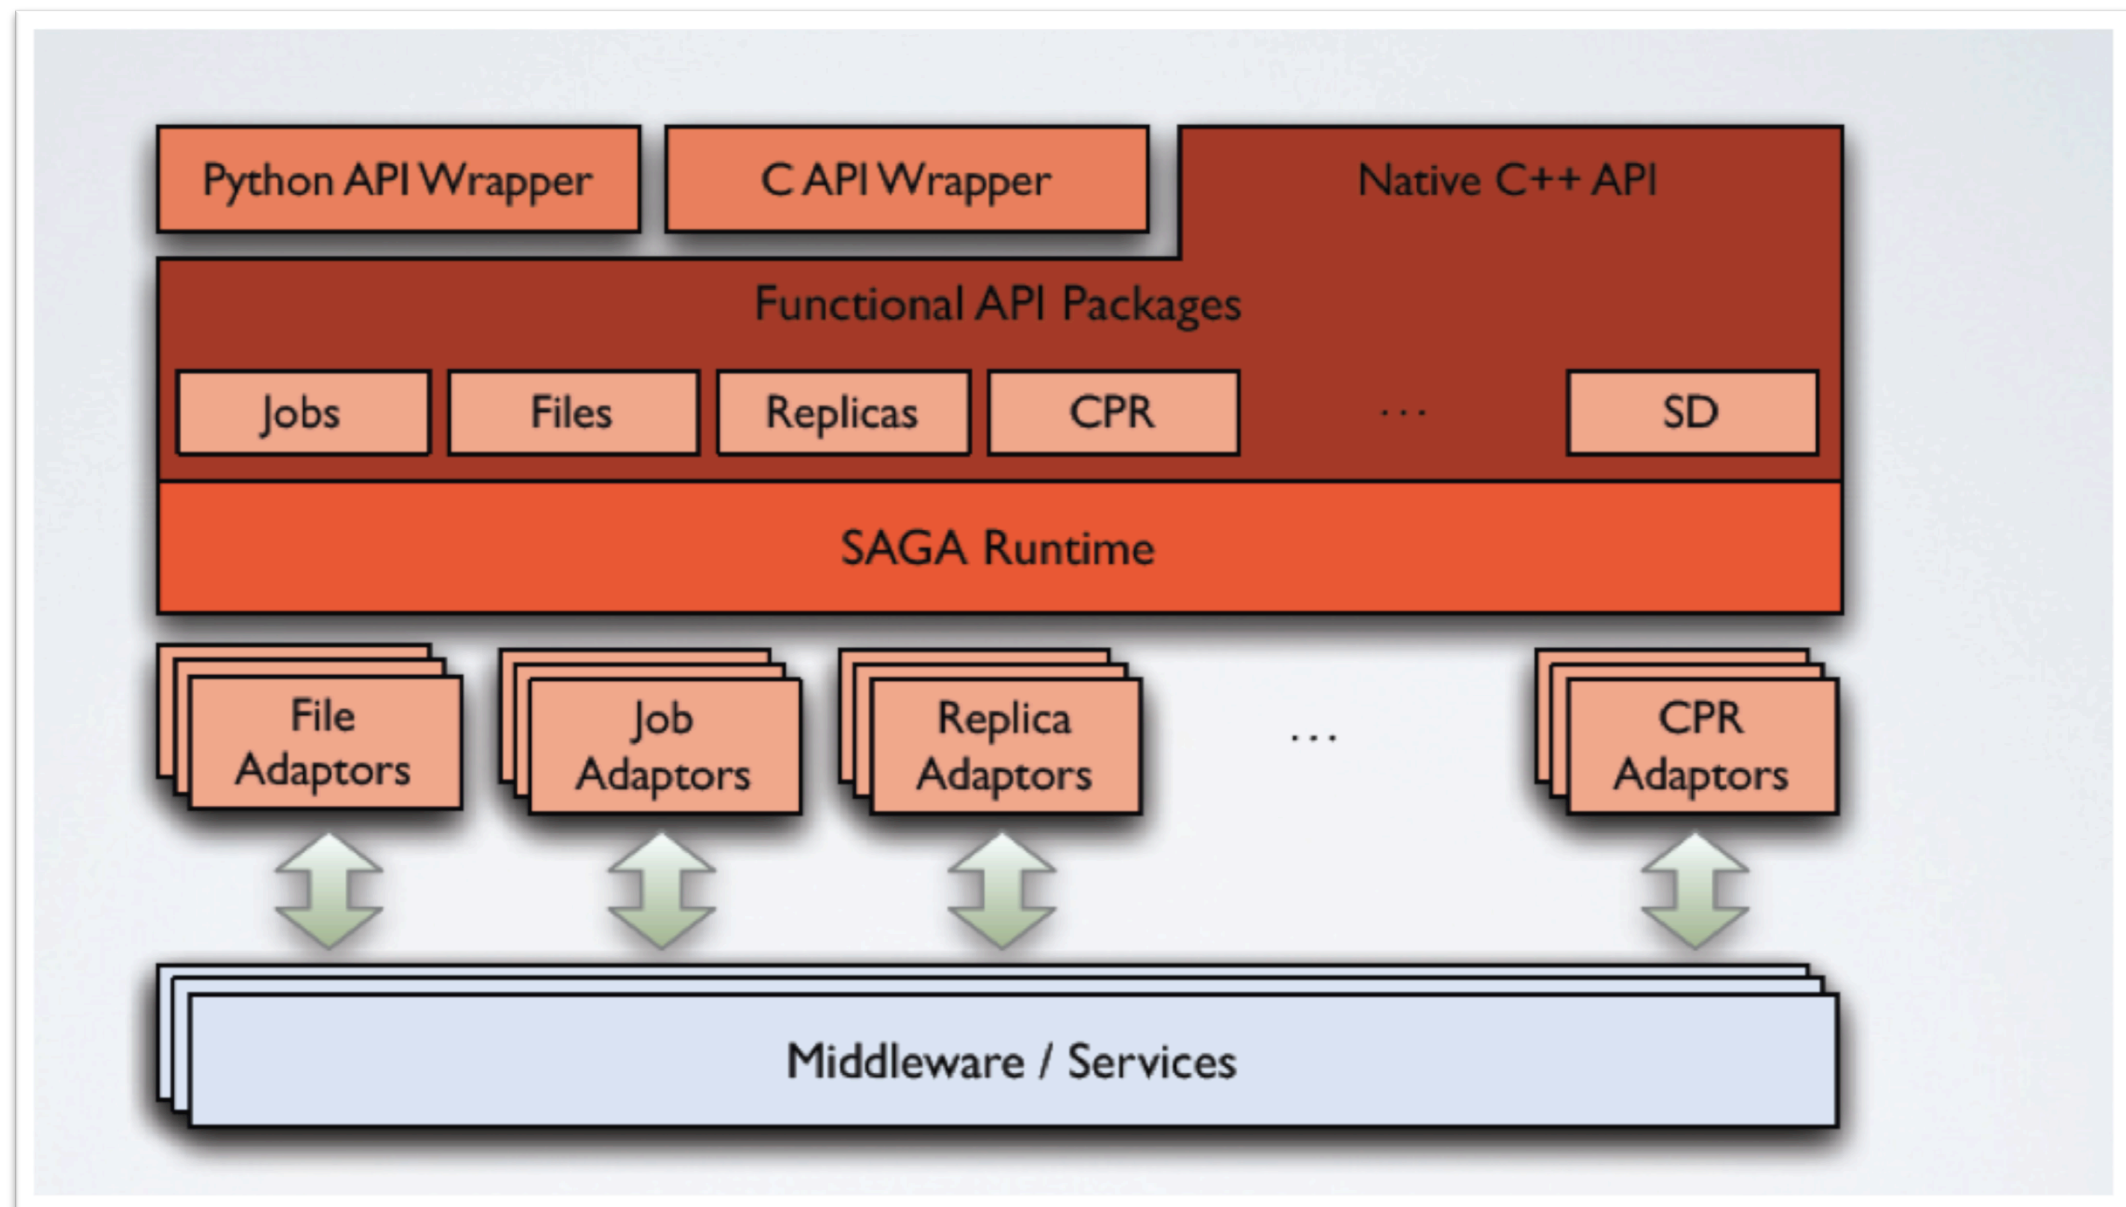 Python API Wrapper
C API Wrapper
Native C++ API
Functional API Packages
Jobs
Files
Replicas
CPR
...
SD
SAGA Runtime
File
Adaptors
Job
Adaptors
Replica
Adaptors
...
CPR
Adaptors
Middleware / Services